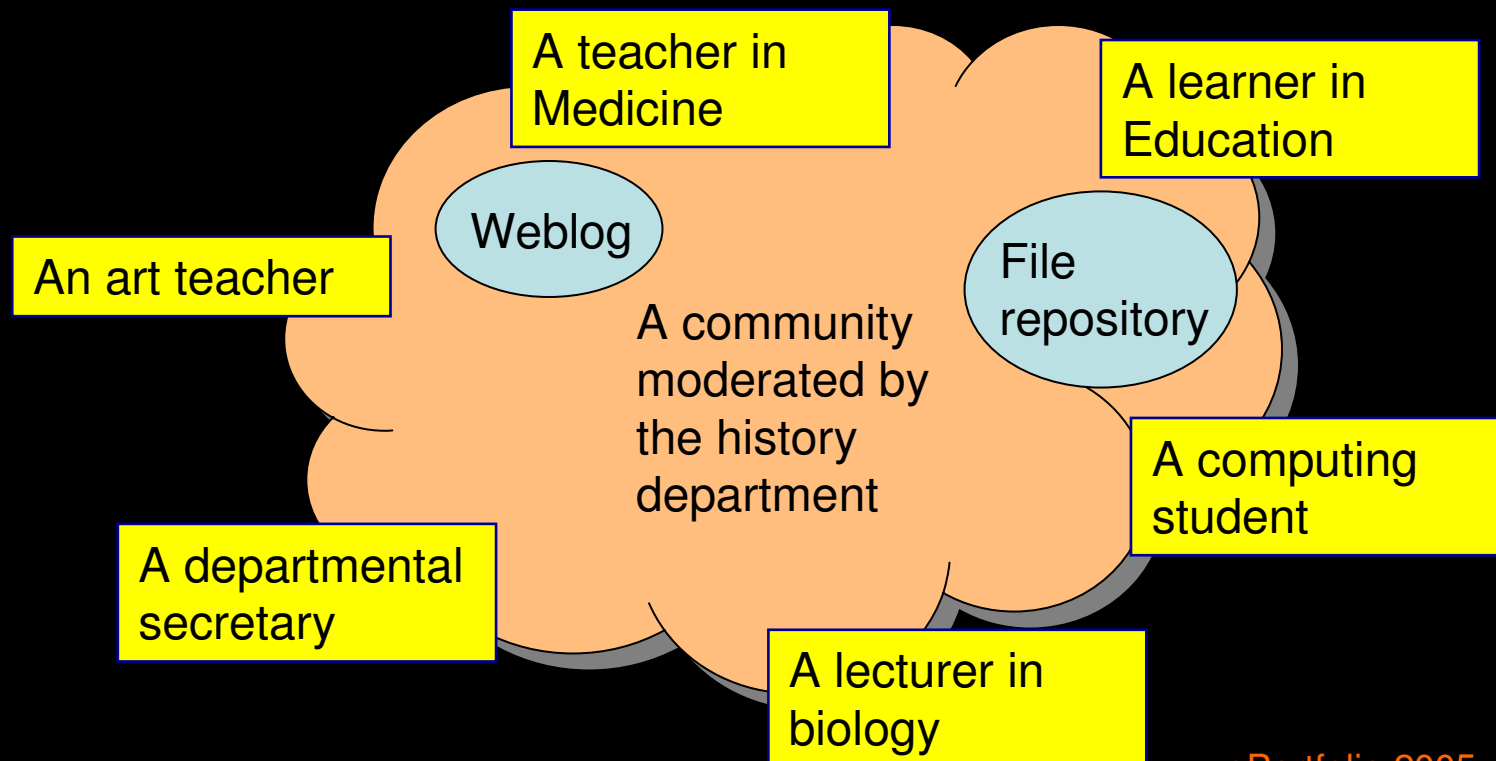 A teacher in
Medicine
A learner in
Education
Weblog
An art teacher
File
repository
A community
moderated by
the history
department
A computing
student
A departmental
secretary
A lecturer in
biology